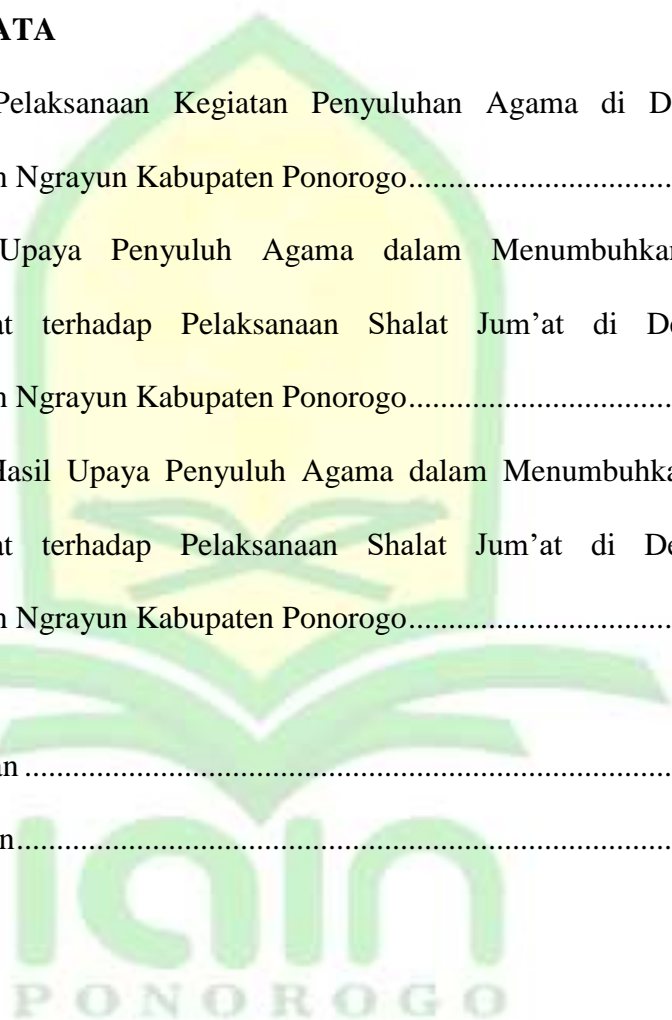 ATA
Pelaksanaan Kegiatan Penyuluhan Agama di D
n Ngrayun Kabupaten Ponorogo................................
Upaya Penyuluh Agama dalam Menumbuhkan
at terhadap Pelaksanaan Shalat Jum’at di De
n Ngrayun Kabupaten Ponorogo................................
Hasil Upaya Penyuluh Agama dalam Menumbuhka
at terhadap Pelaksanaan Shalat Jum’at di De
n Ngrayun Kabupaten Ponorogo................................
an ................................................................................
n................................................................................
iain
PONOROGO